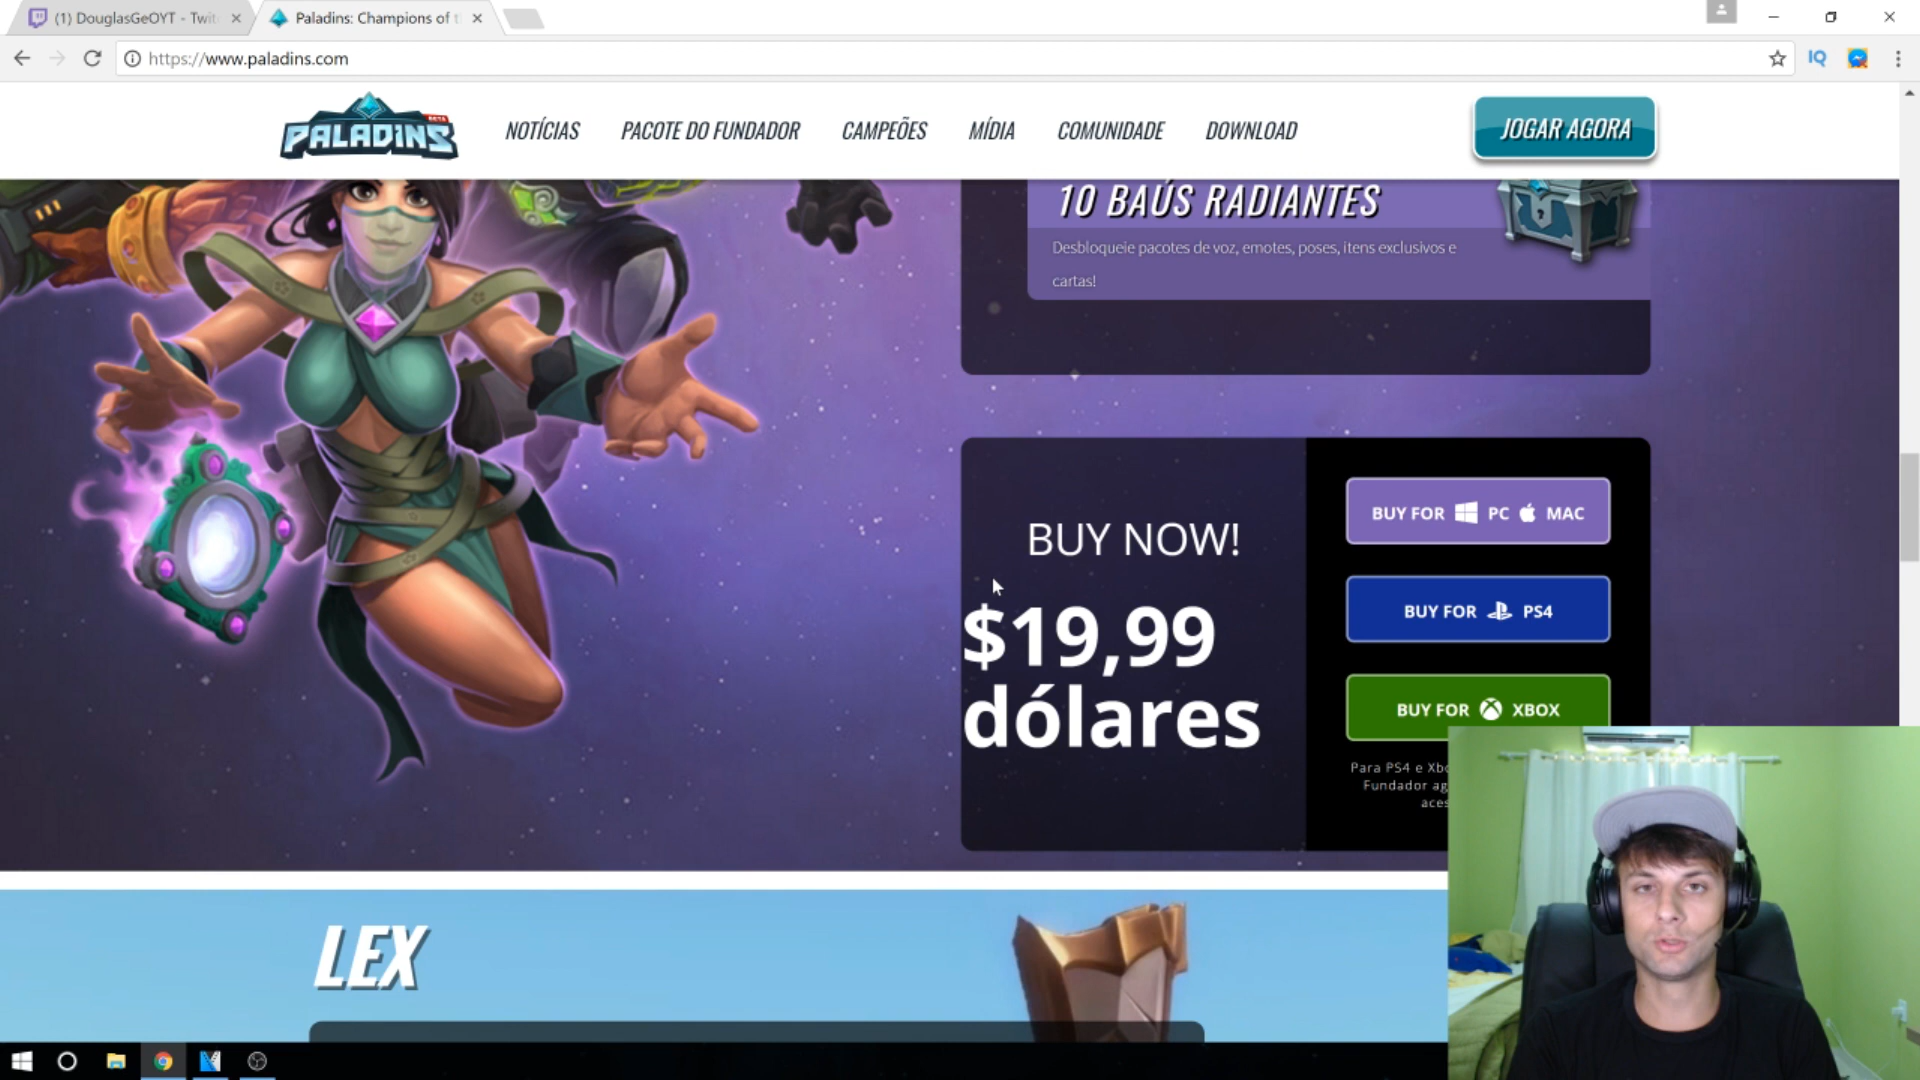 (1) DouglasGeOYT - Twit
Paladins: Champions of t
https://www.paladins.com
IQ
PALADINS
BETA
NOTÍCIAS
PACOTE DO FUNDADOR
CAMPEÕES
MÍDIA
COMUNIDADE
DOWNLOAD
JOGAR AGORA
10 BAÚS RADIANTES
Desbloqueie pacotes de voz, emotes, poses, itens exclusivos e
cartas!
BUY NOW!
$19,99
dólares
BUY FOR PC MAC
BUY FOR PS4
BUY FOR XBOX
Para PS4 e Xbo
Fundador ag
aces
LEX